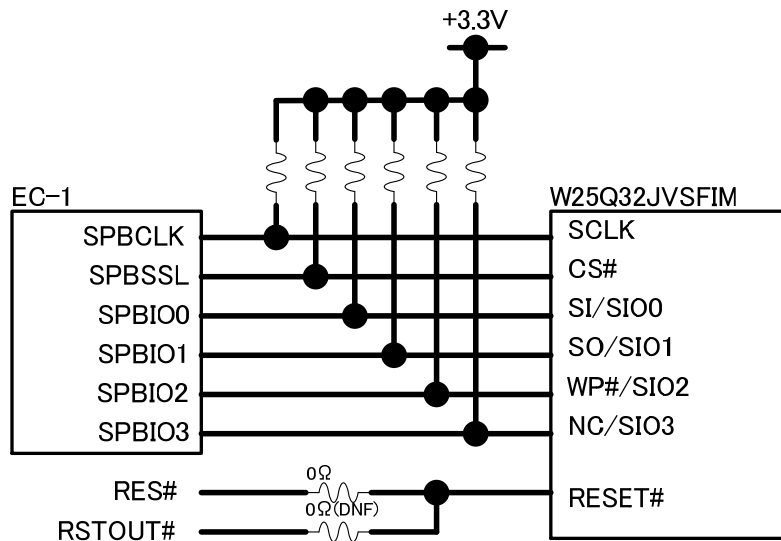 +3.3V
EC-1
W25Q32JVSFIM
SPBCLK
SCLK
SPBSSL
CS#
SPBIO0
SI/SIO0
SPBIO1
SO/SIO1
SPBIO2
WP#/SIO2
SPBIO3
NC/SIO3
0Ω
RES#
0Ω(DNF)
RESET#
RSTOUT#